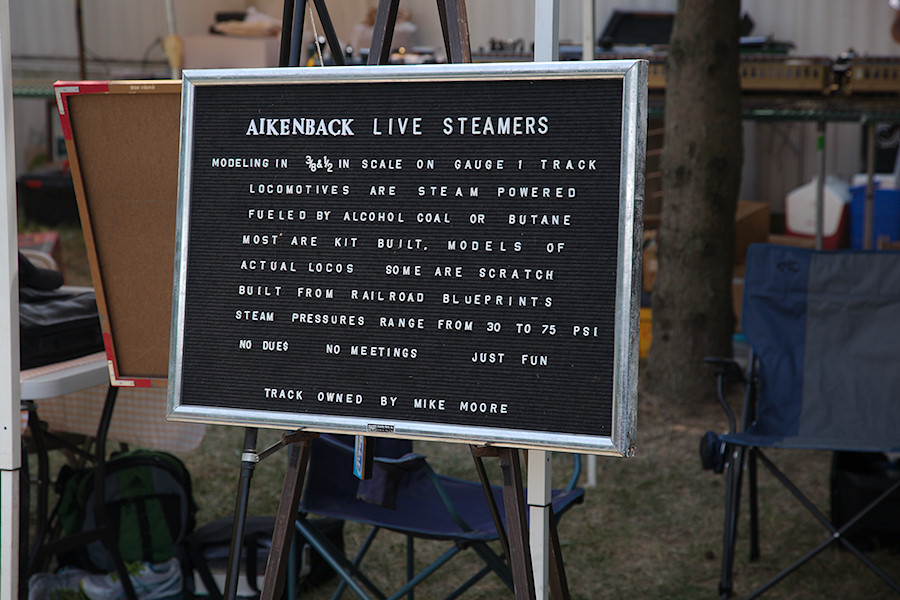 AIKENBACK LIVE STEAMERS
MODELING IN 3/8 & 1/2 IN SCALE ON GAUGE 1 TRACK
LOCOMOTIVES ARE STEAM POWERED
FUELED BY ALCOHOL COAL OR BUTANE
MOST ARE KIT BUILT, MODELS OF
ACTUAL LOCOS SOME ARE SCRATCH
BUILT FROM RAILROAD BLUEPRINTS
STEAM PRESSURES RANGE FROM 30 TO 75 PSI
NO DUE$ NO MEETINGS JUST FUN
TRACK OWNED BY MIKE MOORE